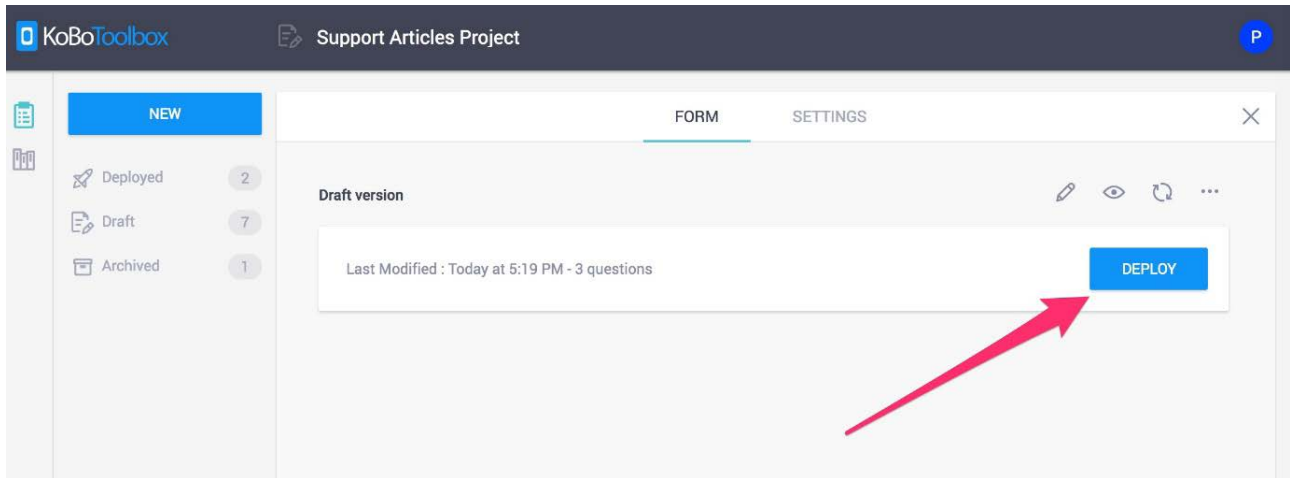 KoBoToolbox
Support Articles Project
P
NEW
FORM
SETTINGS
Deployed
2
Draft version
Draft
7
Last Modified : Today at 5:19 PM - 3 questions
DEPLOY
Archived
1